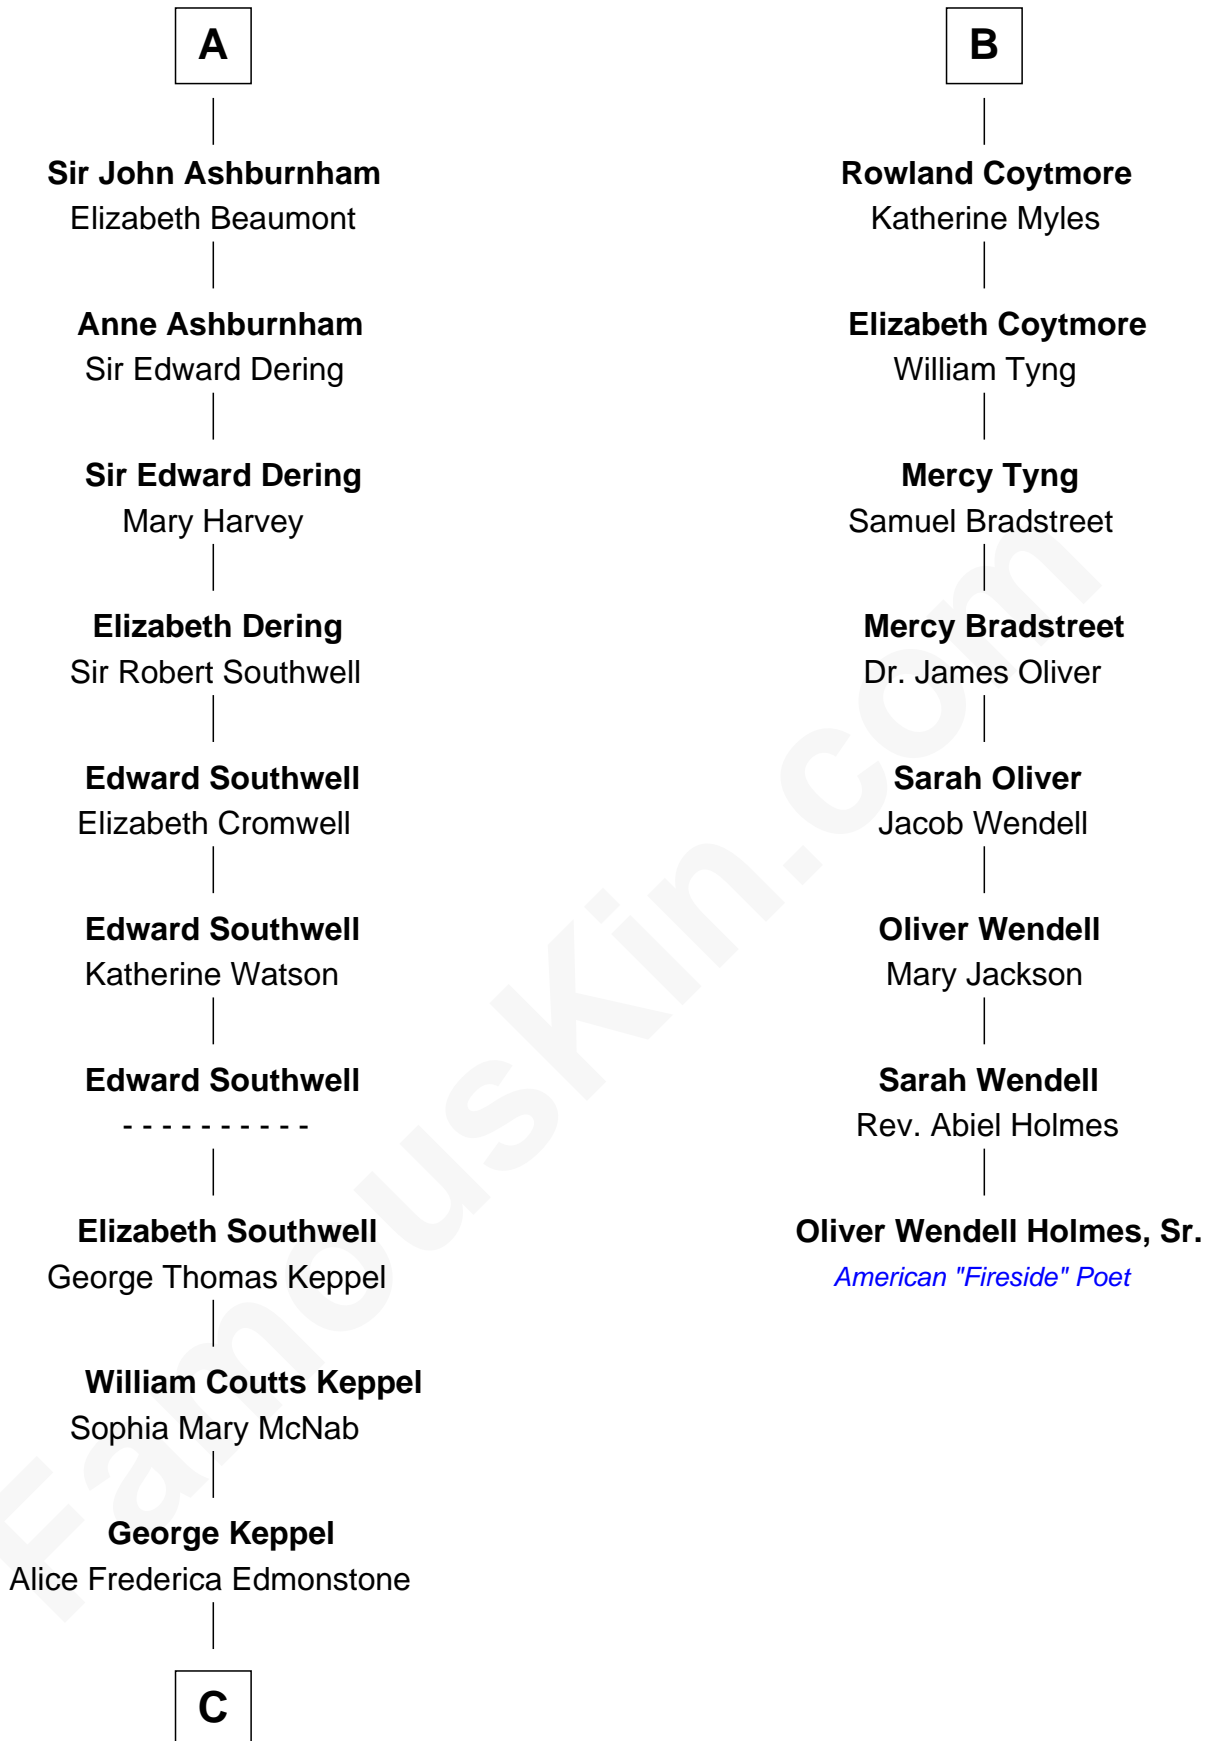 A
Sir John Ashburnham
Elizabeth Beaumont
Anne Ashburnham
Sir Edward Dering
Sir Edward Dering
Mary Harvey
Elizabeth Dering
Sir Robert Southwell
Edward Southwell
Elizabeth Cromwell
Edward Southwell
Katherine Watson
Edward Southwell
- - - - - - - - - -
Elizabeth Southwell
George Thomas Keppel
William Coutts Keppel
Sophia Mary McNab
George Keppel
Alice Frederica Edmonstone
C
B
Rowland Coytmore
Katherine Myles
Elizabeth Coytmore
William Tyng
Mercy Tyng
Samuel Bradstreet
Mercy Bradstreet
Dr. James Oliver
Sarah Oliver
Jacob Wendell
Oliver Wendell
Mary Jackson
Sarah Wendell
Rev. Abiel Holmes
Oliver Wendell Holmes, Sr.
American "Fireside" Poet
FamousKin.com